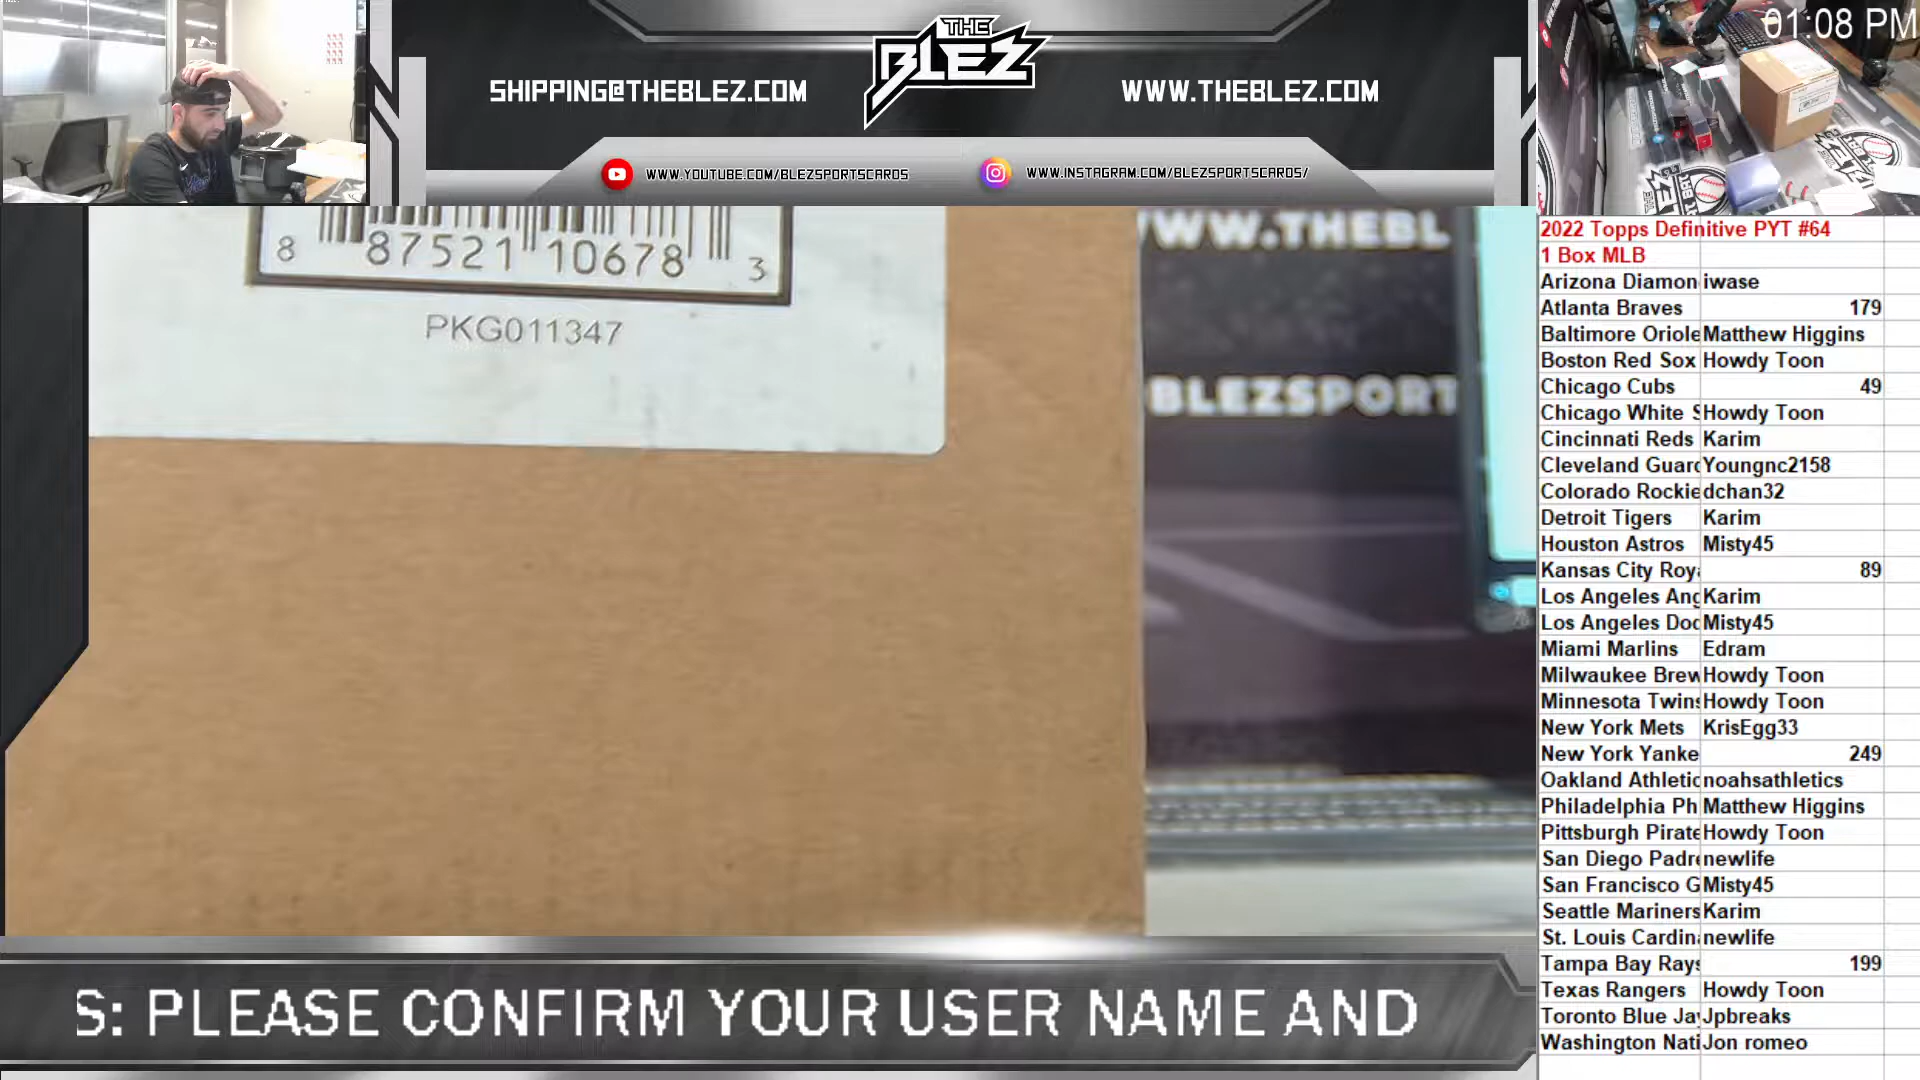 01:08 PM
THE
BLEZ
SHIPPING@THEBLEZ.COM
WWW.THEBLEZ.COM
WWW.YOUTUBE.COM/BLEZSPORTSCARDS
WWW.INSTAGRAM.COM/BLEZSPORTSCARDS/
8 87521 10678 3
PKG011347
WW.THEBL
BLEZSPORT
2022 Topps Definitive PYT #64
1 Box MLB
Arizona Diamon iwase
Atlanta Braves 179
Baltimore Oriole Matthew Higgins
Boston Red Sox Howdy Toon
Chicago Cubs 49
Chicago White S Howdy Toon
Cincinnati Reds Karim
Cleveland Guard Youngnc2158
Colorado Rockie dchan32
Detroit Tigers Karim
Houston Astros Misty45
Kansas City Roya 89
Los Angeles Ang Karim
Los Angeles Dod Misty45
Miami Marlins Edram
Milwaukee Brew Howdy Toon
Minnesota Twins Howdy Toon
New York Mets KrisEgg33
New York Yanke 249
Oakland Athletic noahsathletics
Philadelphia Ph Matthew Higgins
Pittsburgh Pirate Howdy Toon
San Diego Padre newlife
San Francisco G Misty45
Seattle Mariners Karim
St. Louis Cardina newlife
Tampa Bay Rays 199
Texas Rangers Howdy Toon
Toronto Blue Jay Jpbreaks
Washington Nati Jon romeo
S: PLEASE CONFIRM YOUR USER NAME AND